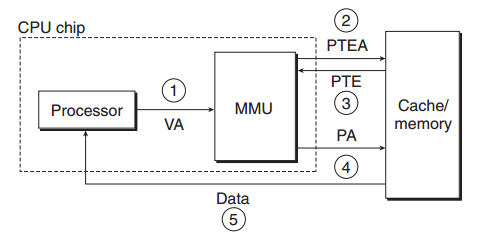 CPU chip
2
PTEA
1
PTE
Processor
MMU
3
Cache/
memory
VA
PA
4
Data
5